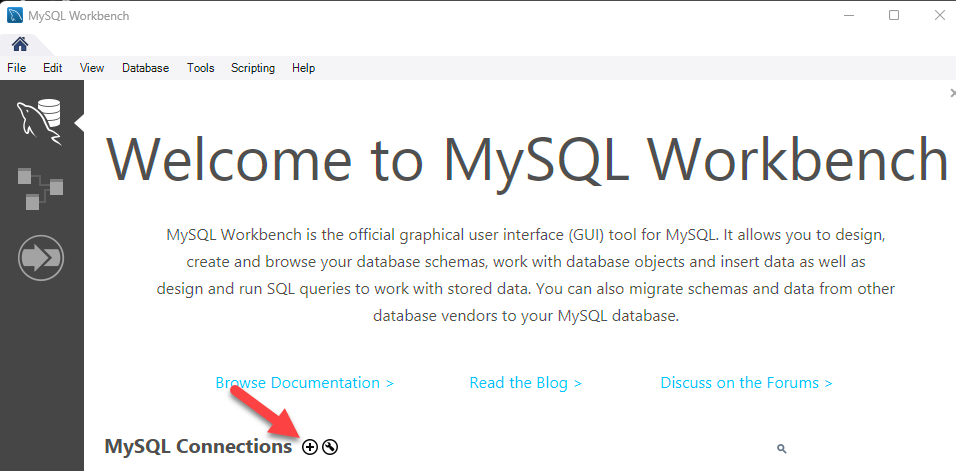 MySQL Workbench
File Edit View Database Tools Scripting Help
Welcome to MySQL Workbench
MySQL Workbench is the official graphical user interface (GUI) tool for MySQL. It allows you to design,
create and browse your database schemas, work with database objects and insert data as well as
design and run SQL queries to work with stored data. You can also migrate schemas and data from other
database vendors to your MySQL database.
Browse Documentation > Read the Blog > Discuss on the Forums >
MySQL Connections